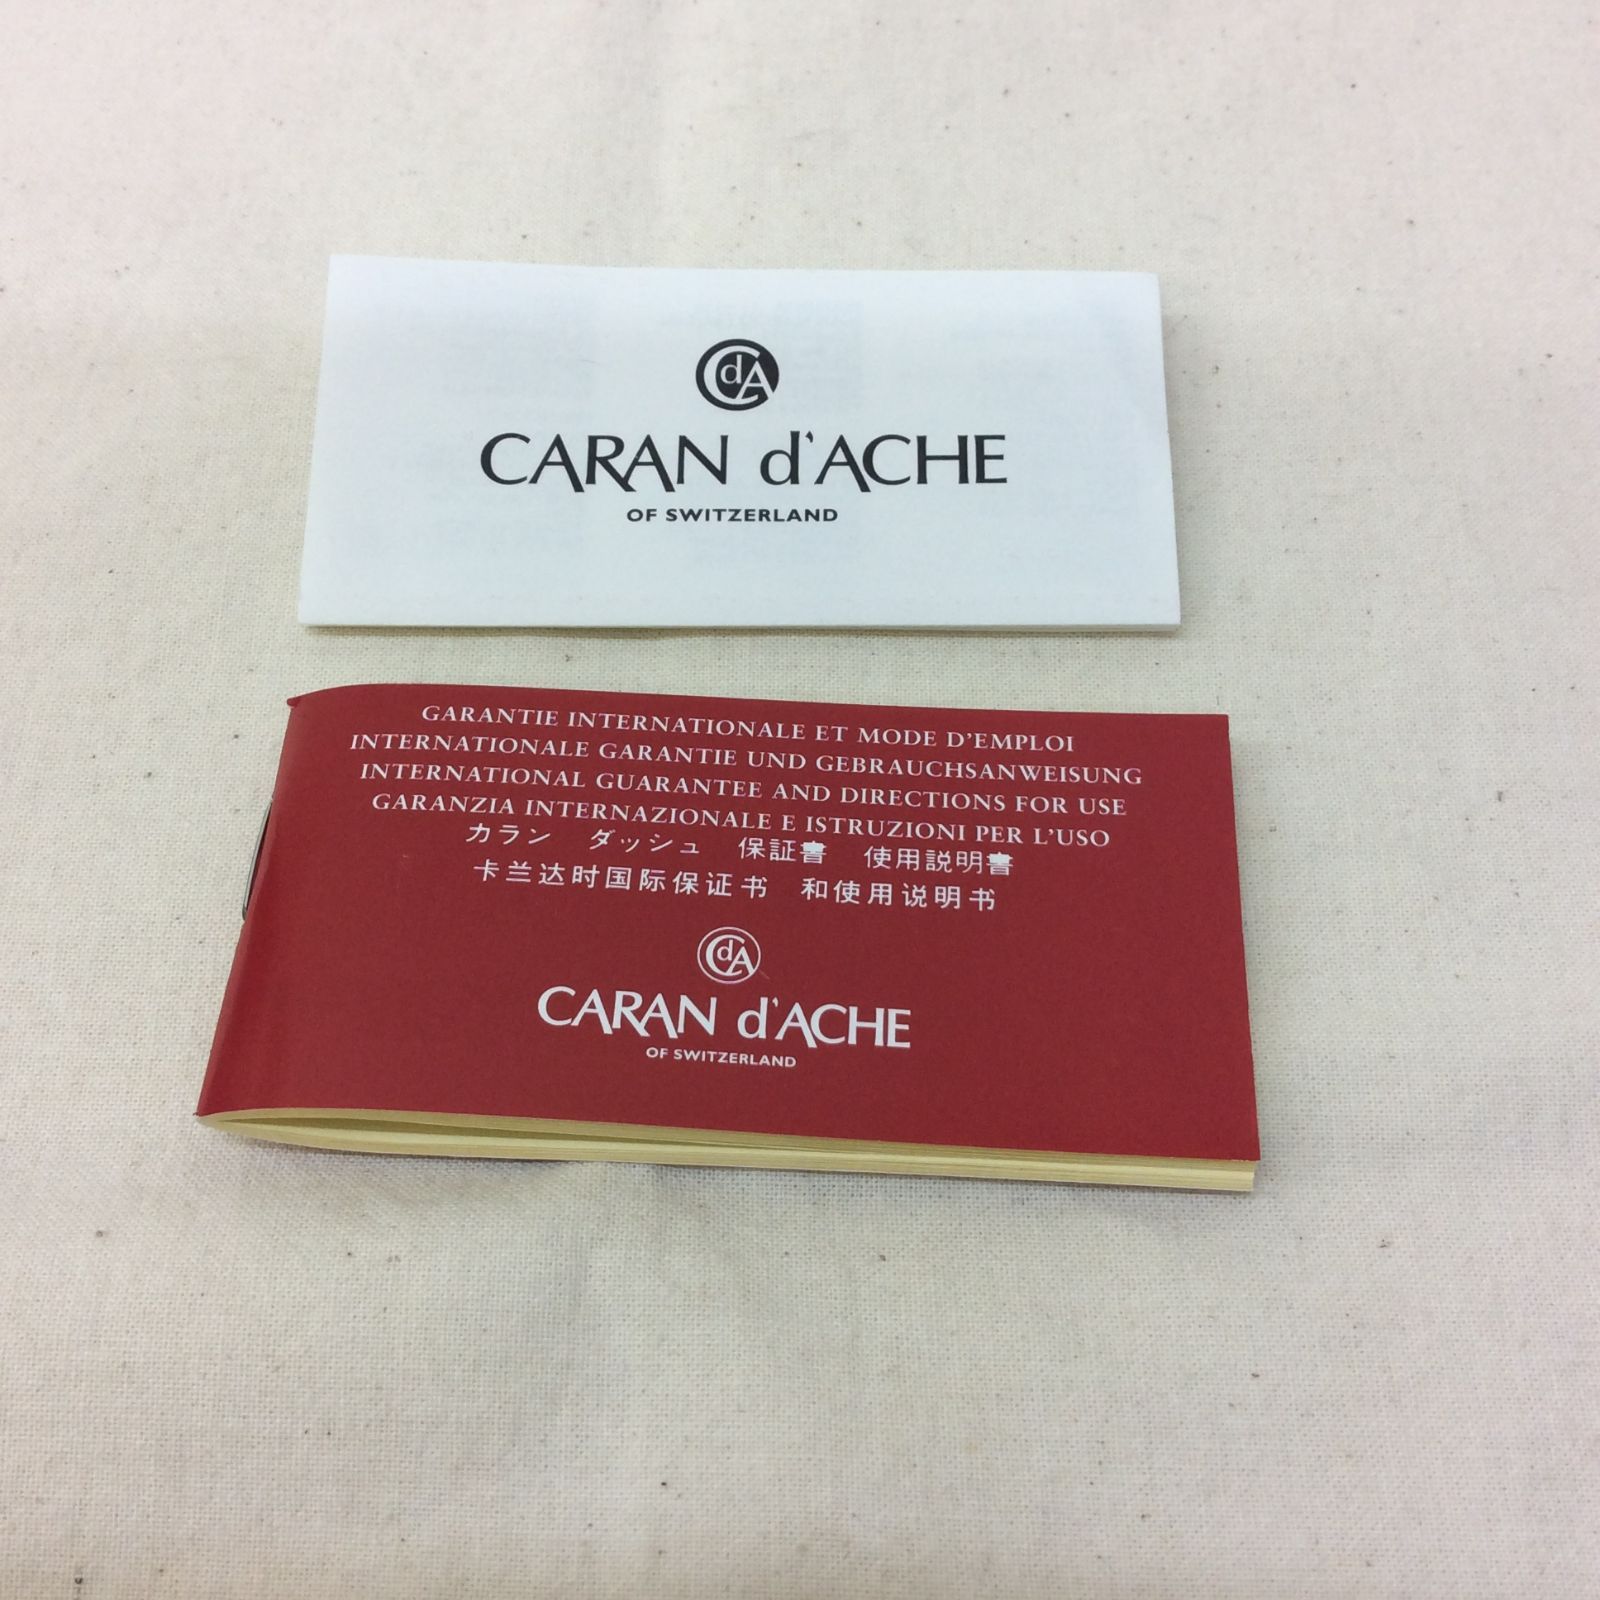 CdA
CARAN d'ACHE
OF SWITZERLAND
GARANTIE INTERNATIONALE ET MODE D'EMPLOI
INTERNATIONALE GARANTIE UND GEBRAUCHSANWEISUNG
INTERNATIONAL GUARANTEE AND DIRECTIONS FOR USE
GARANZIA INTERNAZIONALE E ISTRUZIONI PER L'USO
カラン ダッシュ 保証書 使用説明書
卡兰达时国际保证书 和使用说明书
CdA
CARAN d'ACHE
OF SWITZERLAND